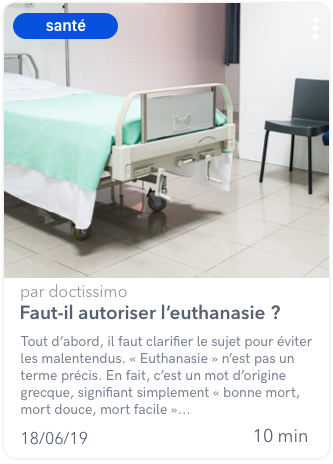 santé
par doctissimo
Faut-il autoriser l’euthanasie ?
Tout d’abord, il faut clarifier le sujet pour éviter
les malentendus. « Euthanasie » n’est pas un
terme précis. En fait, c’est un mot d’origine
grecque, signifiant simplement « bonne mort,
mort douce, mort facile »...
18/06/19
10 min